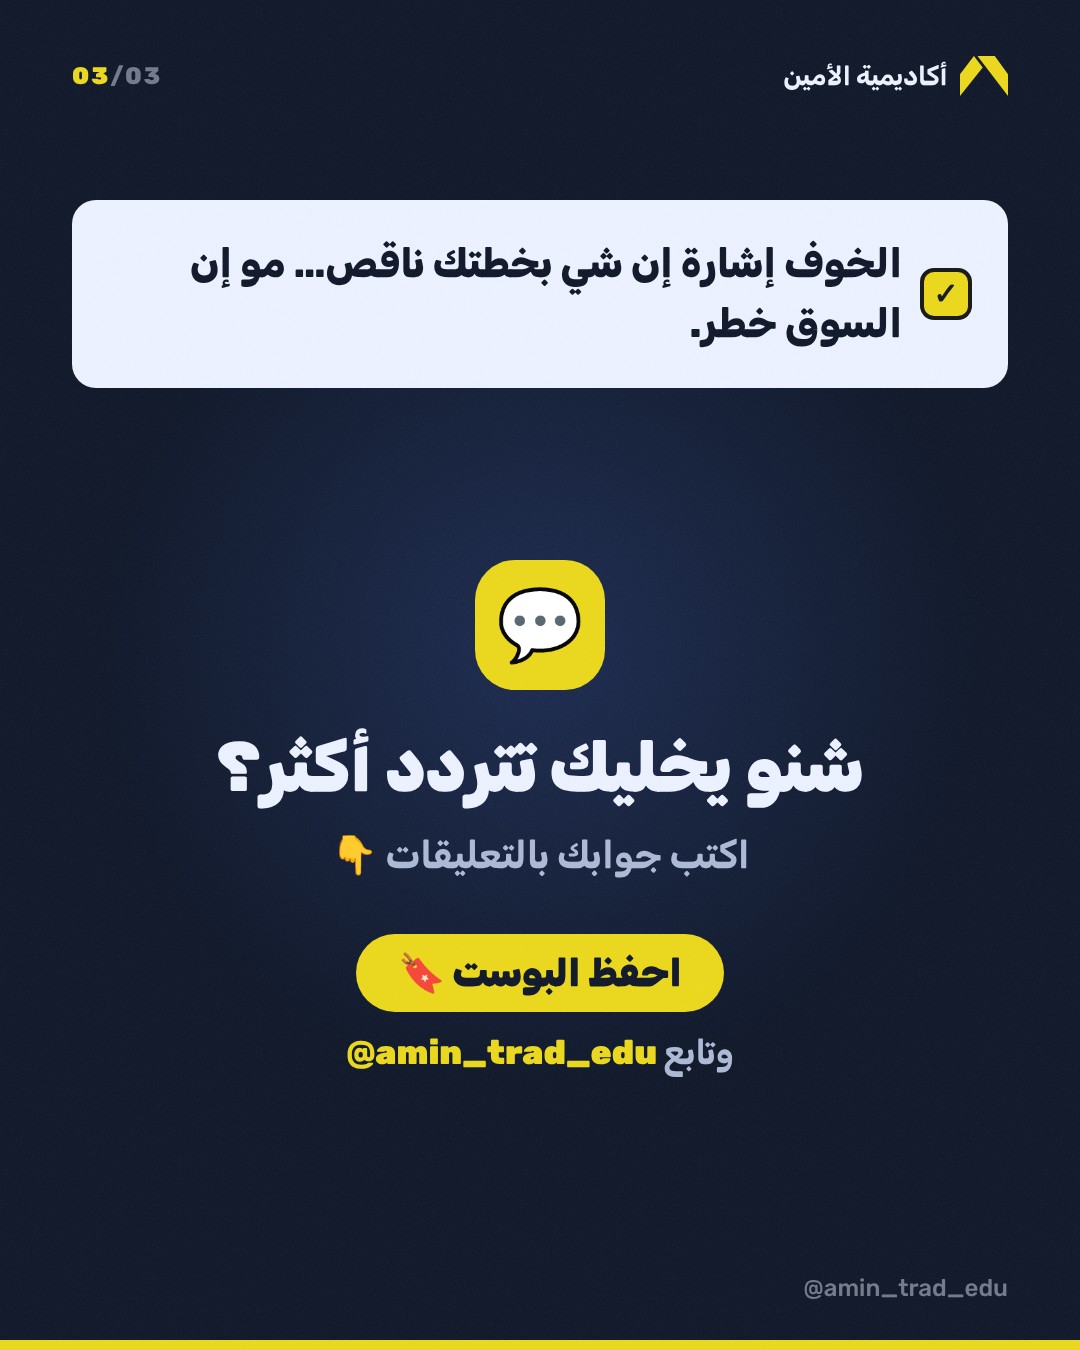 أكاديمية الأمين
03/03
✓ الخوف إشارة إن شي بخطتك ناقص... مو إن
السوق خطر.
💬
شنو يخليك تتردد أكثر؟
اكتب جوابك بالتعليقات 👇
احفظ البوست 🔖
وتابع @amin_trad_edu
@amin_trad_edu